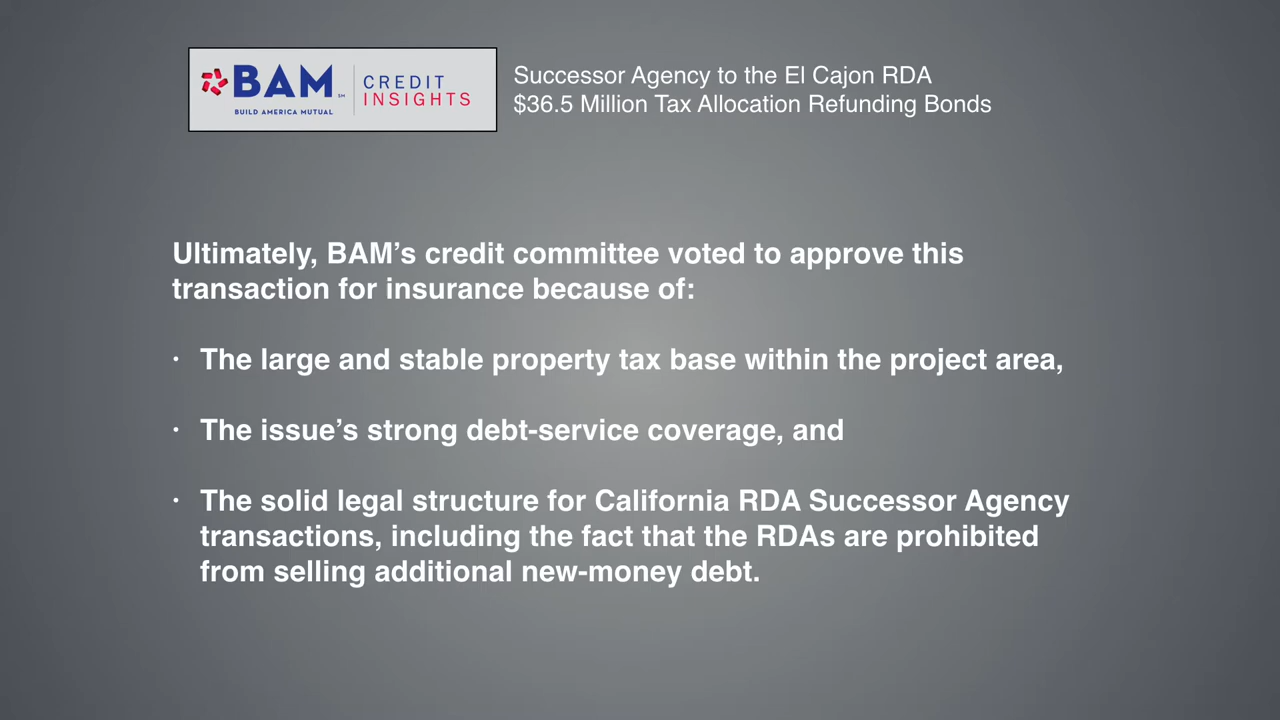 BAM SM
BUILD AMERICA MUTUAL
CREDIT
INSIGHTS
Successor Agency to the El Cajon RDA
$36.5 Million Tax Allocation Refunding Bonds
Ultimately, BAM’s credit committee voted to approve this
transaction for insurance because of:
• The large and stable property tax base within the project area,
• The issue’s strong debt-service coverage, and
• The solid legal structure for California RDA Successor Agency
transactions, including the fact that the RDAs are prohibited
from selling additional new-money debt.